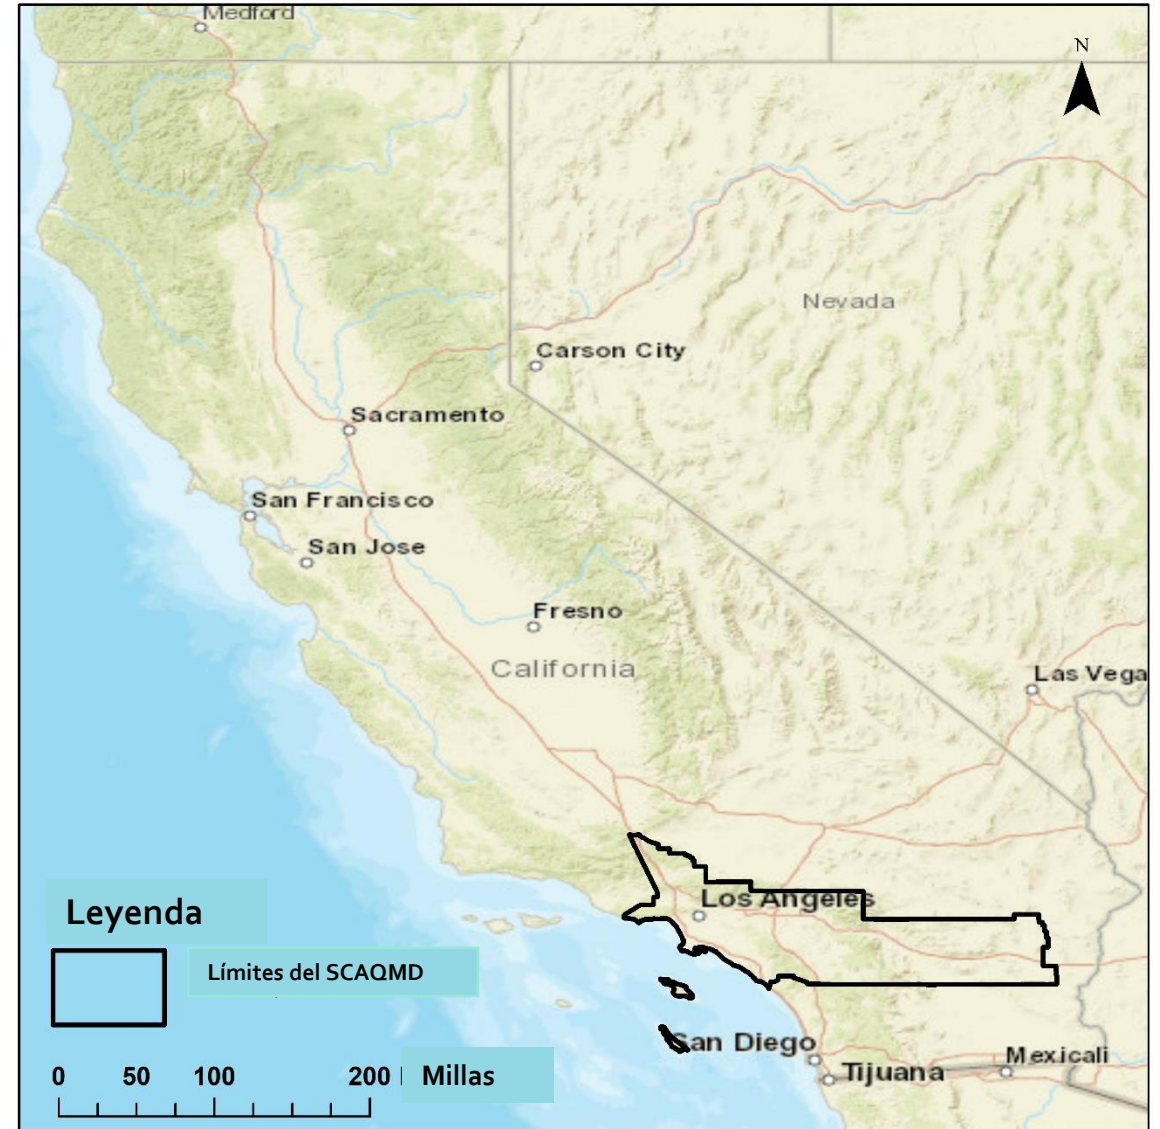 Medford
N
Nevada
Carson City
Sacramento
San Francisco
San Jose
Fresno
California
Las Vega
Los Angeles
Leyenda
Límites del SCAQMD
San Diego
Mexicali
Tijuana
0 50 100 200 Millas